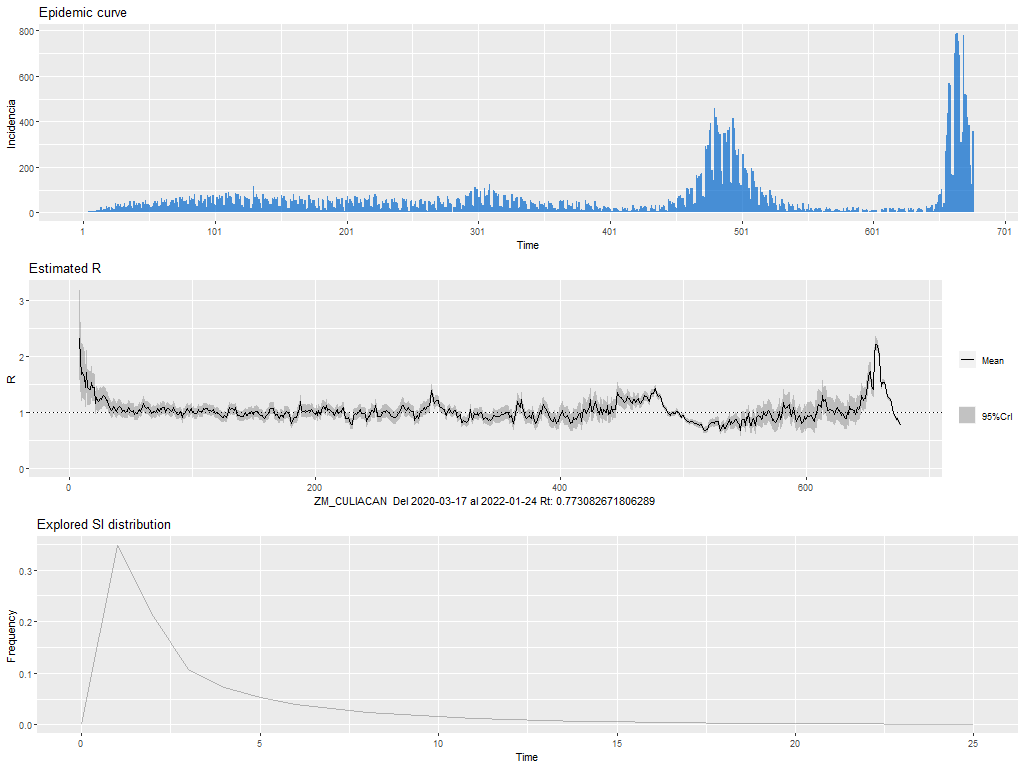 Epidemic curve
800
600
400
200
0
Incidencia
1 101 201 301 401 501 601 701
Time
Estimated R
3
2
1
0
R
0 200 400 600
ZM_CULIACAN Del 2020-03-17 al 2022-01-24 Rt: 0.773082671806289
Mean
95%CrI
Explored SI distribution
0.3
0.2
0.1
0.0
Frequency
0 5 10 15 20 25
Time